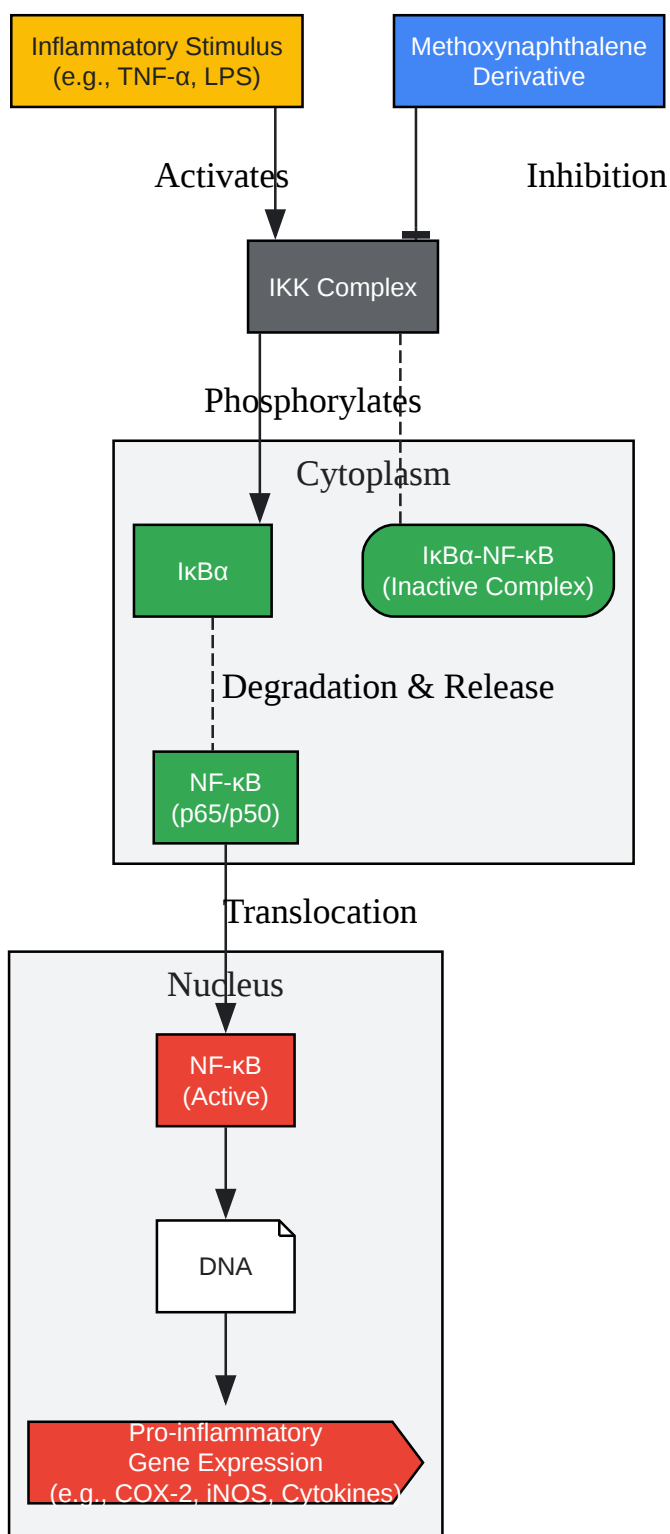 Inflammatory Stimulus
(e.g., TNF-α, LPS)
Methoxynaphthalene
Derivative
Activates
Inhibition
IKK Complex
Phosphorylates
Cytoplasm
IκBα
IκBα-NF-κB
(Inactive Complex)
Degradation & Release
NF-κB
(p65/p50)
Translocation
Nucleus
NF-κB
(Active)
DNA
Pro-inflammatory
Gene Expression
(e.g., COX-2, iNOS, Cytokines)